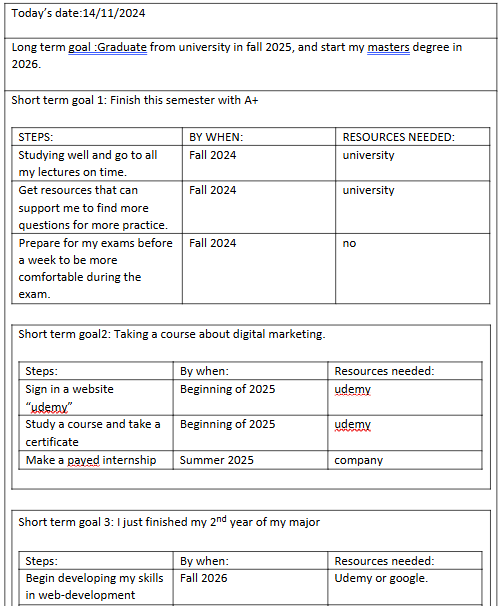 Today's date:14/11/2024
Long term goal :Graduate from university in fall 2025, and start my masters degree in
2026.
Short term goal 1: Finish this semester with A+
STEPS: BY WHEN: RESOURCES NEEDED:
Studying well and go to all Fall 2024 university
my lectures on time.
Get resources that can Fall 2024 university
support me to find more
questions for more practice.
Prepare for my exams before Fall 2024 no
a week to be more
comfortable during the
exam.
Short term goal2: Taking a course about digital marketing.
Steps: By when: Resources needed:
Sign in a website Beginning of 2025 udemy
“udemy”
Study a course and take a Beginning of 2025 udemy
certificate
Make a payed internship Summer 2025 company
Short term goal 3: I just finished my 2nd year of my major
Steps: By when: Resources needed:
Begin developing my skills Fall 2026 Udemy or google.
in web-development